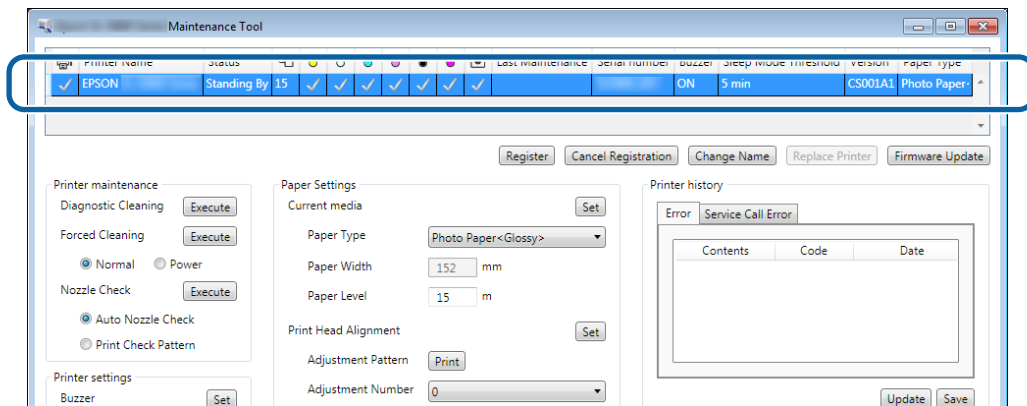 Maintenance Tool
Printer Name Status Last Maintenance Serial number Buzzer Sleep Mode Threshold Version Paper Type
EPSON Standing By 15 ON 5 min CS001A1 Photo Paper
Register Cancel Registration Change Name Replace Printer Firmware Update
Printer maintenance
Diagnostic Cleaning Execute
Forced Cleaning Execute
Normal Power
Nozzle Check Execute
Auto Nozzle Check
Print Check Pattern
Printer settings
Buzzer Set
Paper Settings
Current media Set
Paper Type Photo Paper<Glossy>
Paper Width 152 mm
Paper Level 15 m
Print Head Alignment Set
Adjustment Pattern Print
Adjustment Number 0
Printer history
Error Service Call Error
Contents Code Date
Update Save